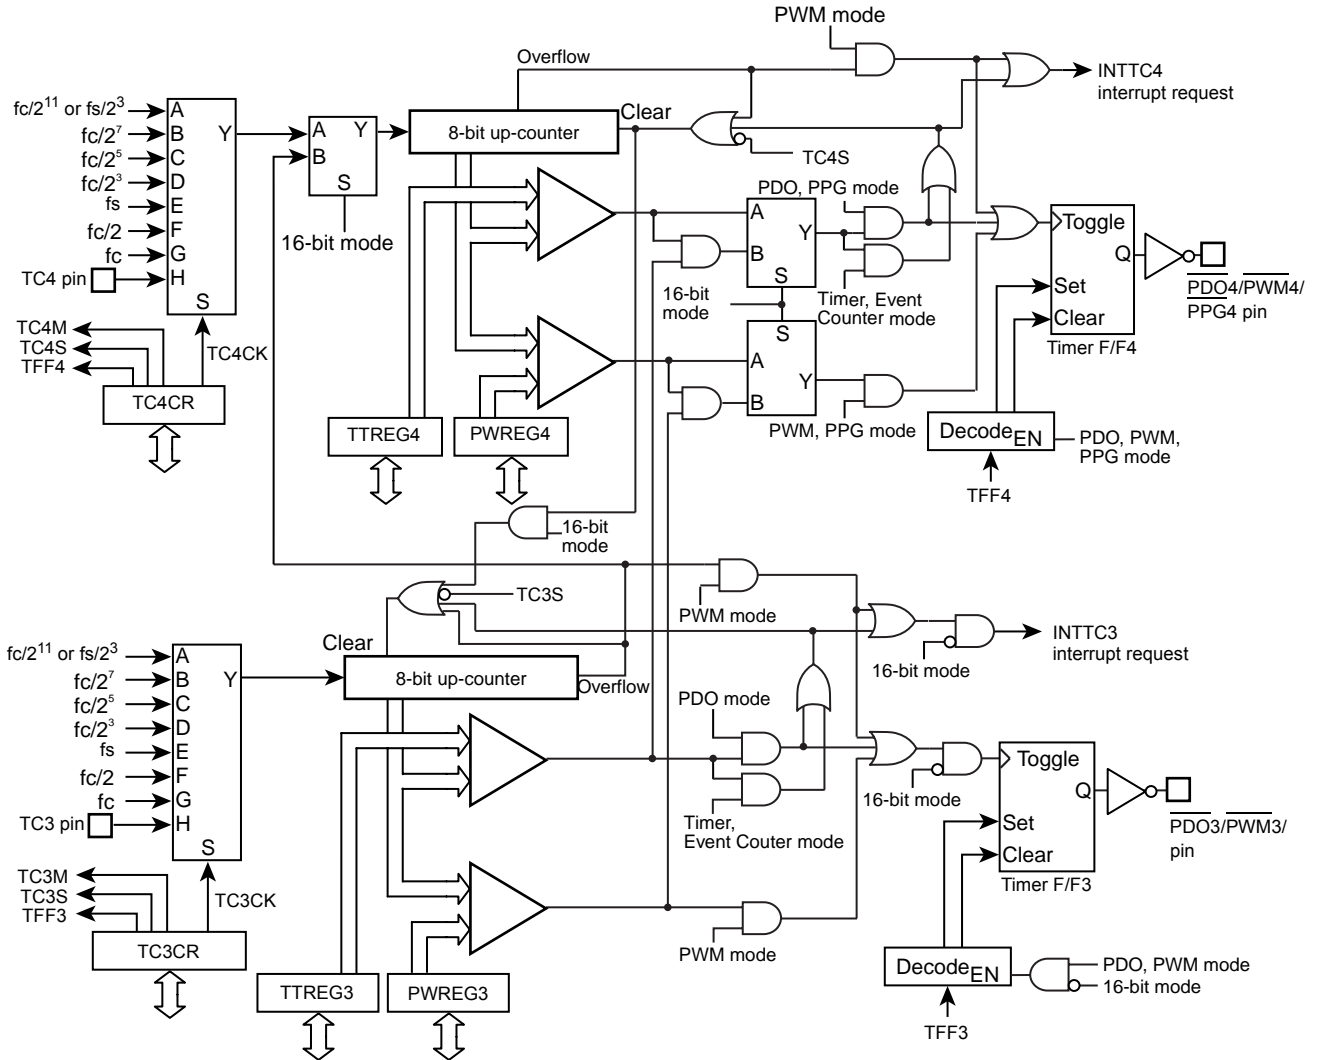 PWM mode
Overflow
INTTC4
interrupt request
fc/2¹¹ or fs/2³
fc/2⁷
fc/2⁵
fc/2³
fs
fc/2
fc
TC4 pin
A
B
C
D
E
F
G
H
Y
S
A
B
Y
S
16-bit mode
8-bit up-counter
Clear
TC4S
PDO, PPG mode
A
B
Y
S
16-bit
mode
Timer, Event
Counter mode
S
A
B
Y
PWM, PPG mode
Toggle
Q
Set
Clear
Timer F/F4
PDO4/PWM4/
PPG4 pin
TC4M
TC4S
TFF4
TC4CK
TC4CR
TTREG4
PWREG4
Decode EN
PDO, PWM,
PPG mode
TFF4
16-bit
mode
TC3S
PWM mode
INTTC3
interrupt request
16-bit mode
Clear
fc/2¹¹ or fs/2³
fc/2⁷
fc/2⁵
fc/2³
fs
fc/2
fc
TC3 pin
A
B
C
D
E
F
G
H
Y
S
8-bit up-counter
Overflow
PDO mode
Timer,
Event Couter mode
16-bit mode
Toggle
Q
Set
Clear
Timer F/F3
PDO3/PWM3/
pin
TC3M
TC3S
TFF3
TC3CK
TC3CR
PWM mode
TTREG3
PWREG3
Decode EN
PDO, PWM mode
16-bit mode
TFF3